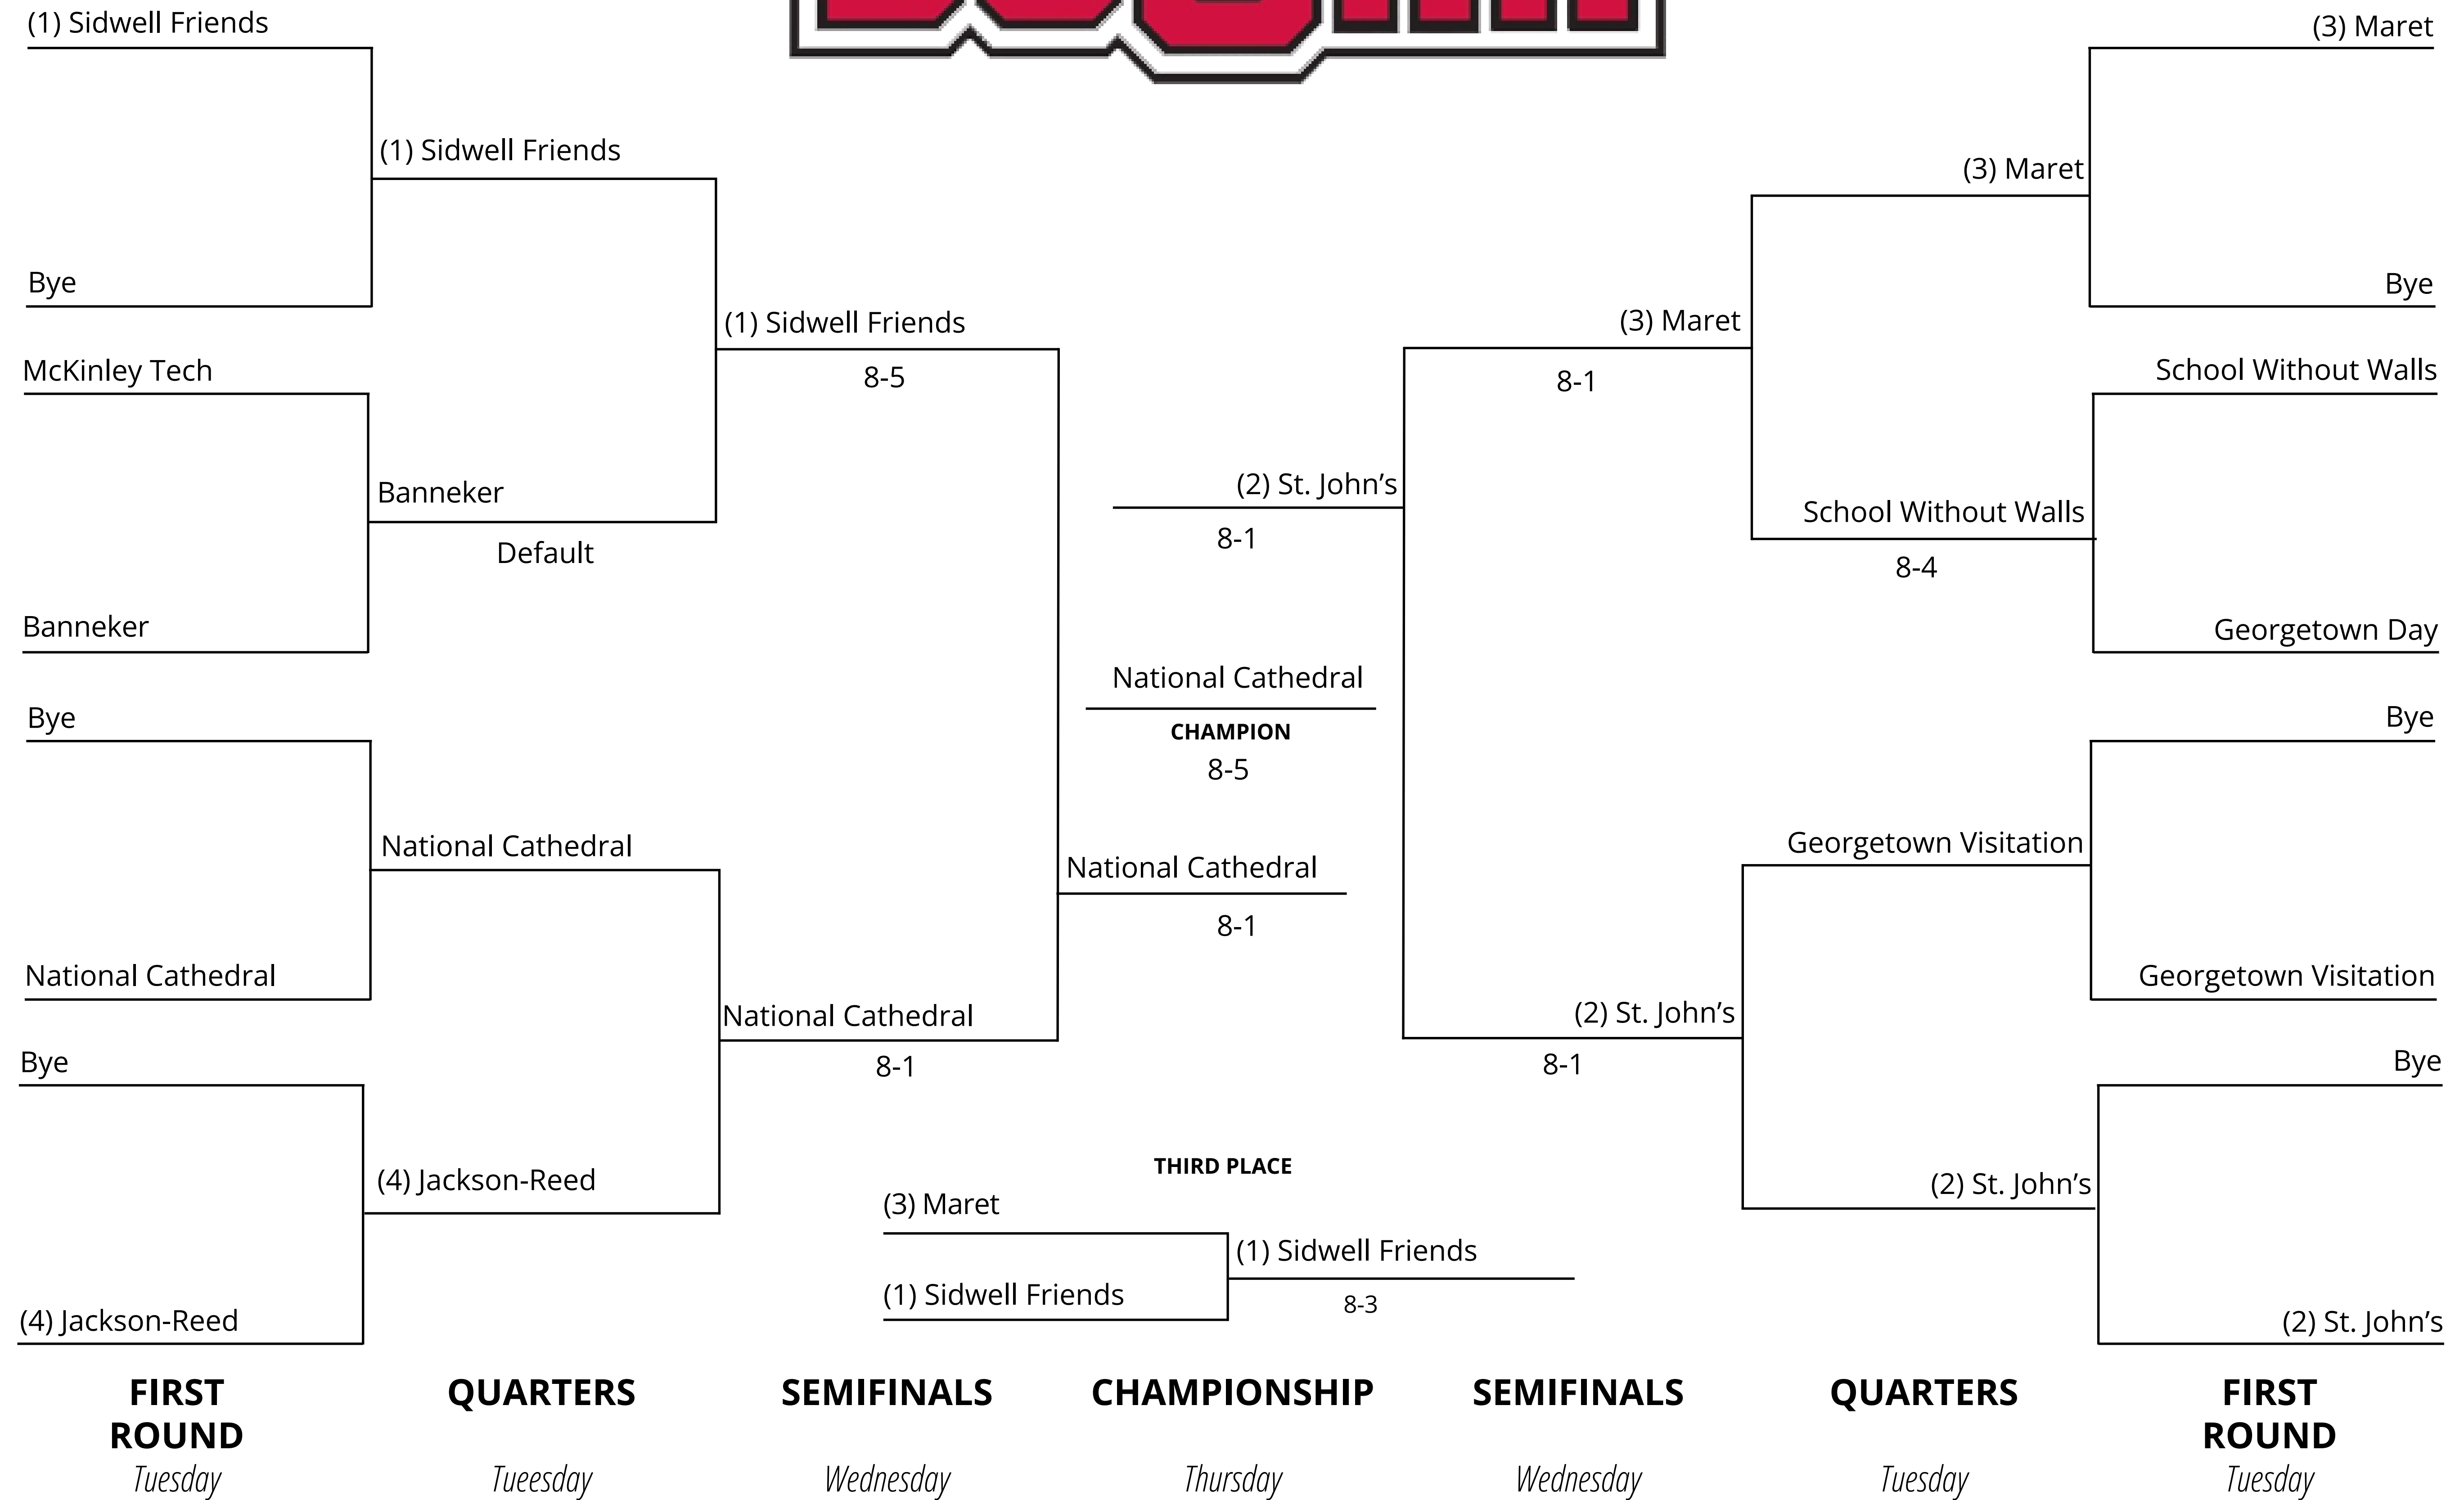 (1) Sidwell Friends
Bye
McKinley Tech
Banneker
Bye
National Cathedral
Bye
(4) Jackson-Reed
(1) Sidwell Friends
Banneker
Default
National Cathedral
(4) Jackson-Reed
(1) Sidwell Friends
8-5
National Cathedral
8-1
(2) St. John’s
8-1
National Cathedral
CHAMPION
8-5
National Cathedral
8-1
THIRD PLACE
(3) Maret
(1) Sidwell Friends
(1) Sidwell Friends
8-3
(3) Maret
8-1
(2) St. John’s
8-1
(3) Maret
School Without Walls
8-4
Georgetown Visitation
(2) St. John’s
(3) Maret
Bye
School Without Walls
Georgetown Day
Bye
Georgetown Visitation
Bye
(2) St. John’s
FIRST
ROUND
Tuesday
QUARTERS
Tueesday
SEMIFINALS
Wednesday
CHAMPIONSHIP
Thursday
SEMIFINALS
Wednesday
QUARTERS
Tuesday
FIRST
ROUND
Tuesday